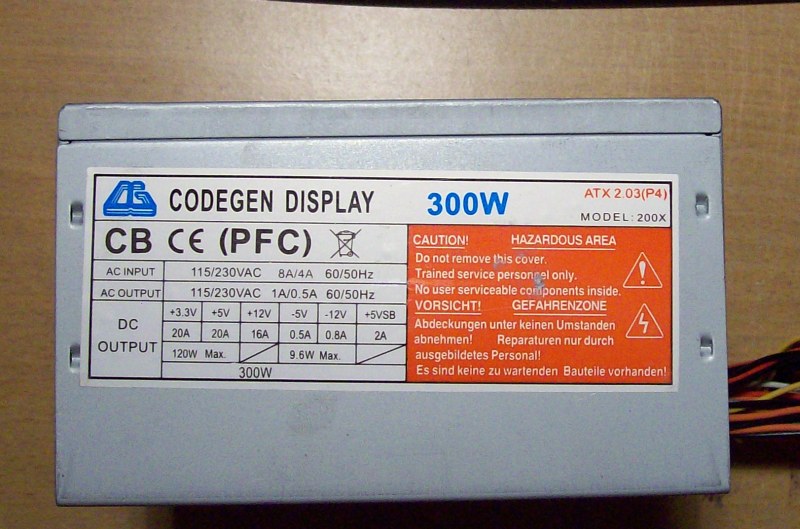 CODEGEN DISPLAY 300W ATX 2.03(P4)
MODEL: 200X
CB CE (PFC)
AC INPUT 115/230VAC 8A/4A 60/50Hz
AC OUTPUT 115/230VAC 1A/0.5A 60/50Hz
DC OUTPUT
+3.3V +5V +12V -5V -12V +5VSB
20A 20A 16A 0.5A 0.8A 2A
120W Max. 9.6W Max.
300W
CAUTION! HAZARDOUS AREA
Do not remove this cover.
Trained service personel only.
No user serviceable components inside.
VORSICHT! GEFAHRENZONE
Abdeckungen unter keinen Umstanden
abnehmen! Reparaturen nur durch
ausgebildetes Personal!
Es sind keine zu wartenden Bauteile vorhanden!